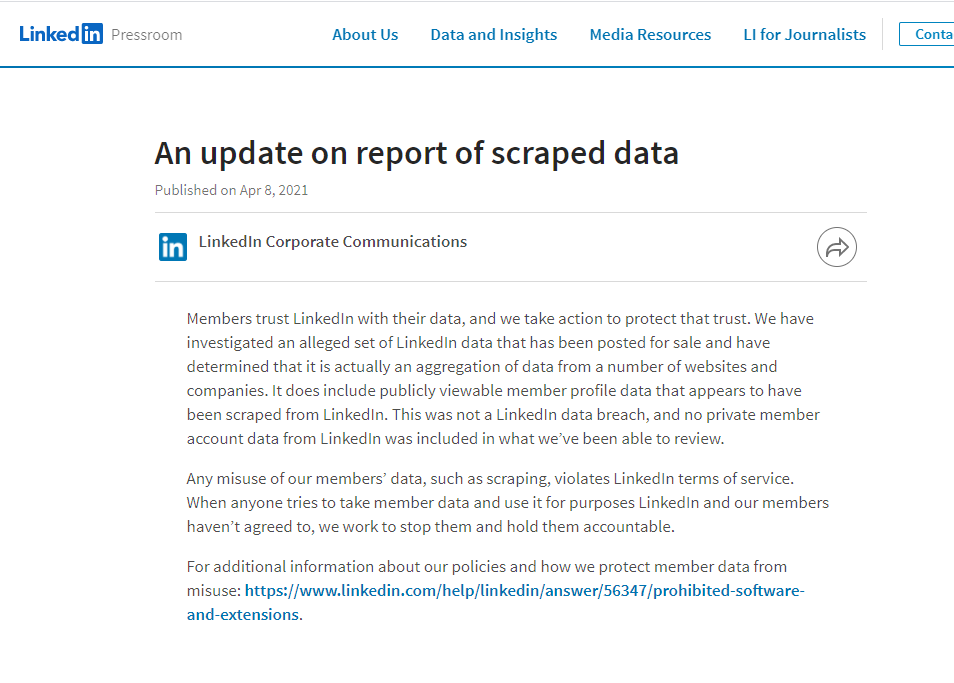 Linkedin Pressroom About Us Data and Insights Media Resources LI for Journalists Conta
An update on report of scraped data
Published on Apr 8, 2021
in LinkedIn Corporate Communications
Members trust LinkedIn with their data, and we take action to protect that trust. We have
investigated an alleged set of LinkedIn data that has been posted for sale and have
determined that it is actually an aggregation of data from a number of websites and
companies. It does include publicly viewable member profile data that appears to have
been scraped from LinkedIn. This was not a LinkedIn data breach, and no private member
account data from LinkedIn was included in what we’ve been able to review.
Any misuse of our members’ data, such as scraping, violates LinkedIn terms of service.
When anyone tries to take member data and use it for purposes LinkedIn and our members
haven’t agreed to, we work to stop them and hold them accountable.
For additional information about our policies and how we protect member data from
misuse: https://www.linkedin.com/help/linkedin/answer/56347/prohibited-software-
and-extensions.